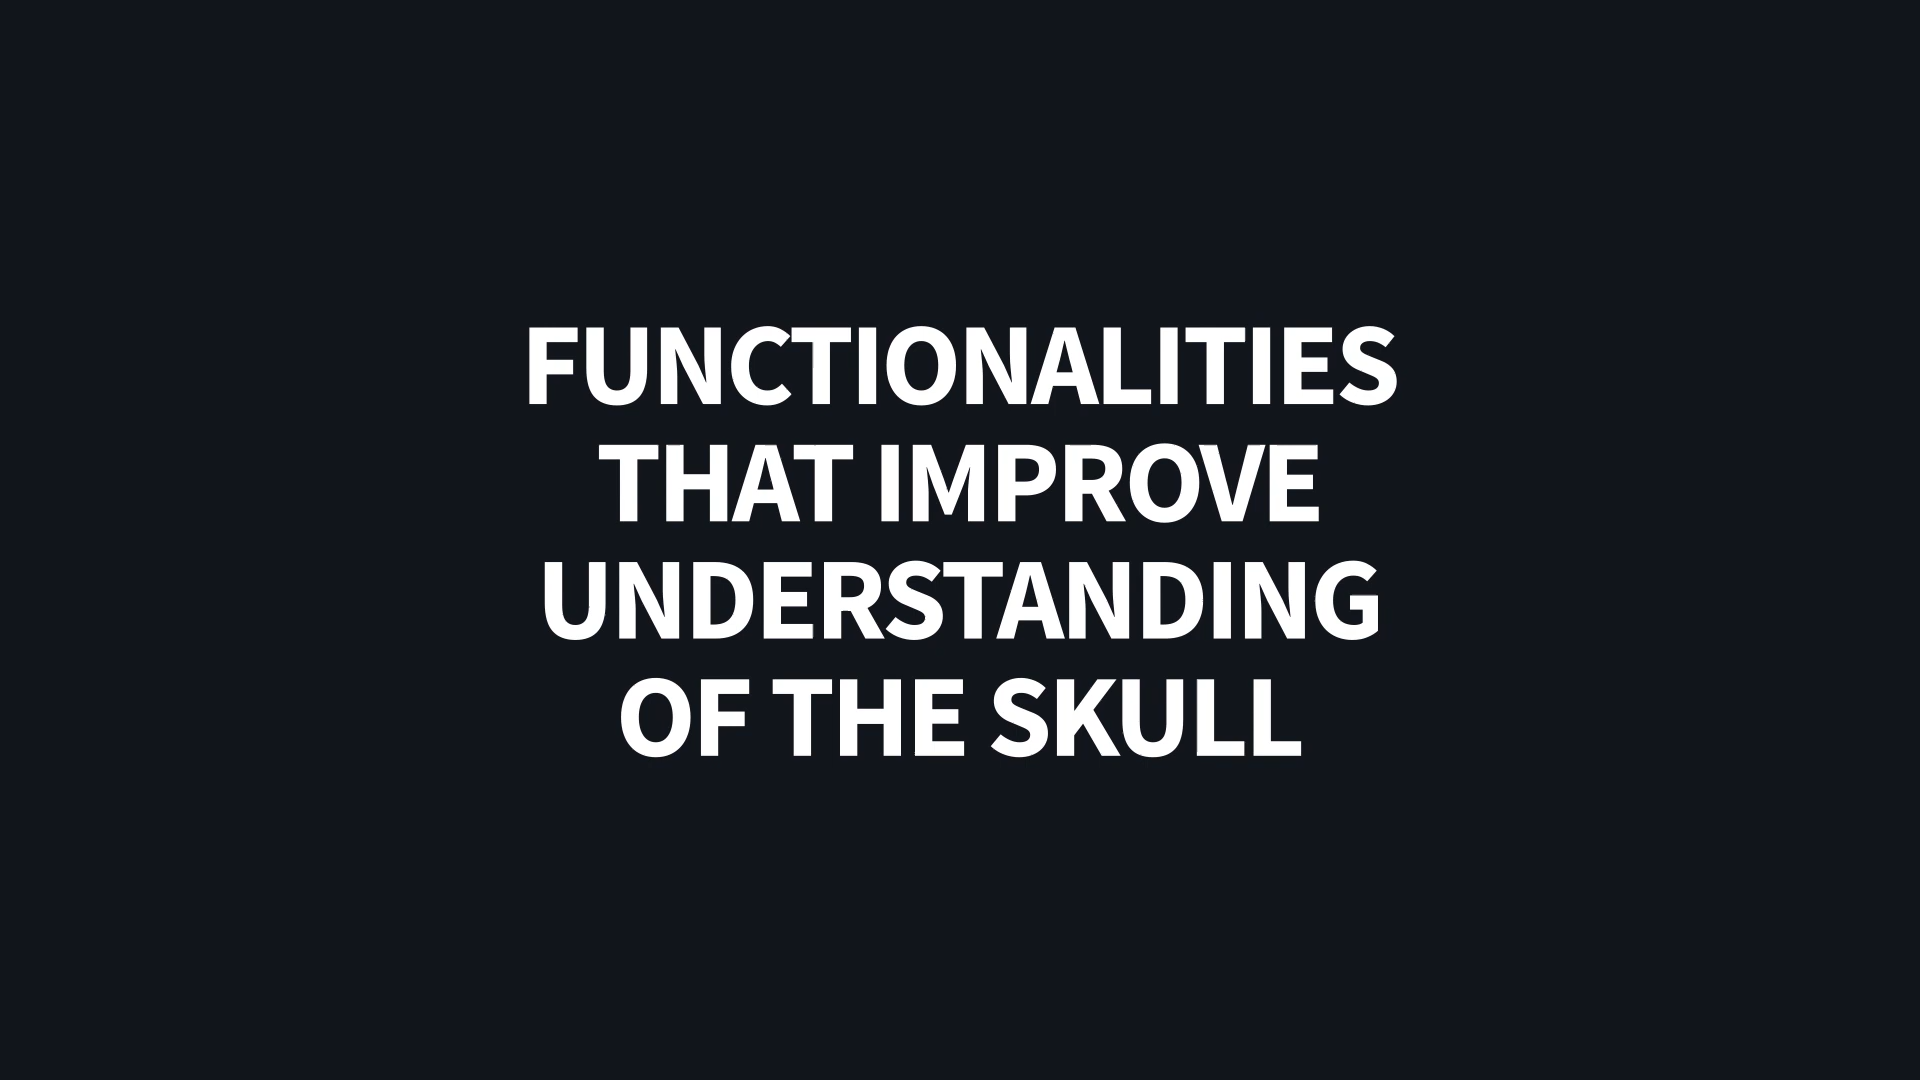 FUNCTIONALITIES
THAT IMPROVE
UNDERSTANDING
OF THE SKULL